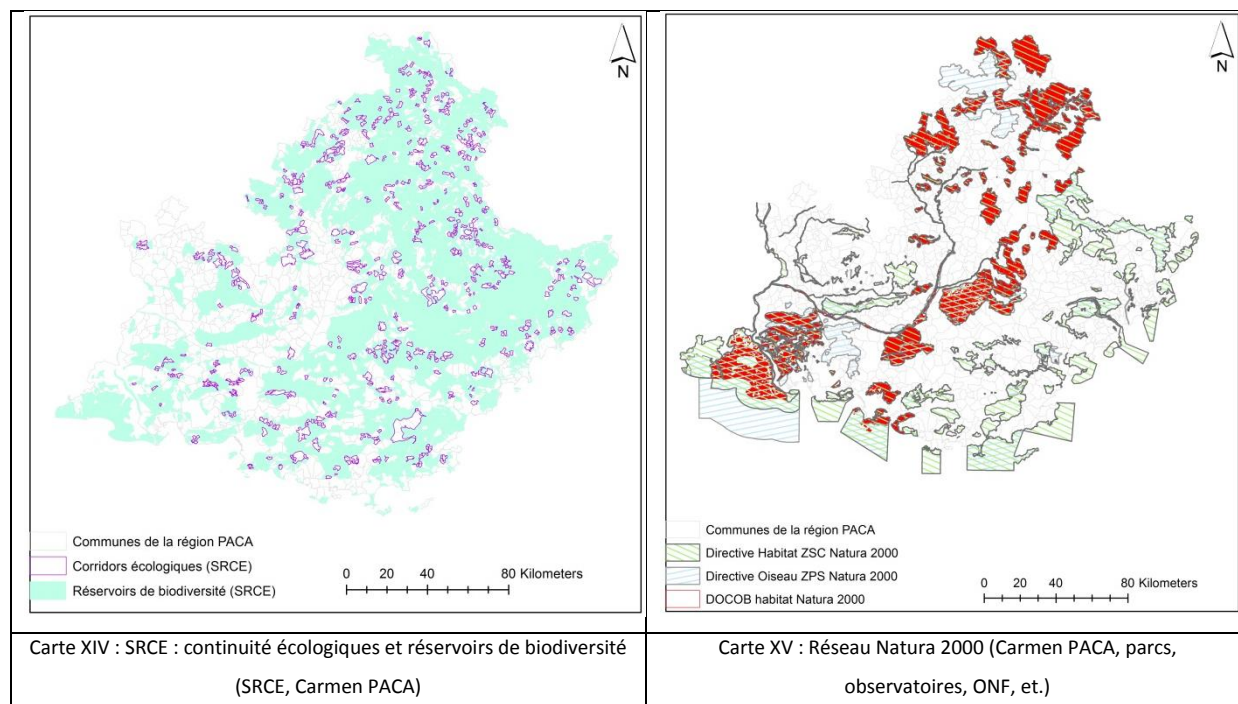 N
Communes de la région PACA
Corridors écologiques (SRCE)
Réservoirs de biodiversité (SRCE)
0 20 40 80 Kilometers
Carte XIV : SRCE : continuité écologiques et réservoirs de biodiversité
(SRCE, Carmen PACA)
N
Communes de la région PACA
Directive Habitat ZSC Natura 2000
Directive Oiseau ZPS Natura 2000
DOCOB habitat Natura 2000
0 20 40 80 Kilometers
Carte XV : Réseau Natura 2000 (Carmen PACA, parcs,
observatoires, ONF, et.)